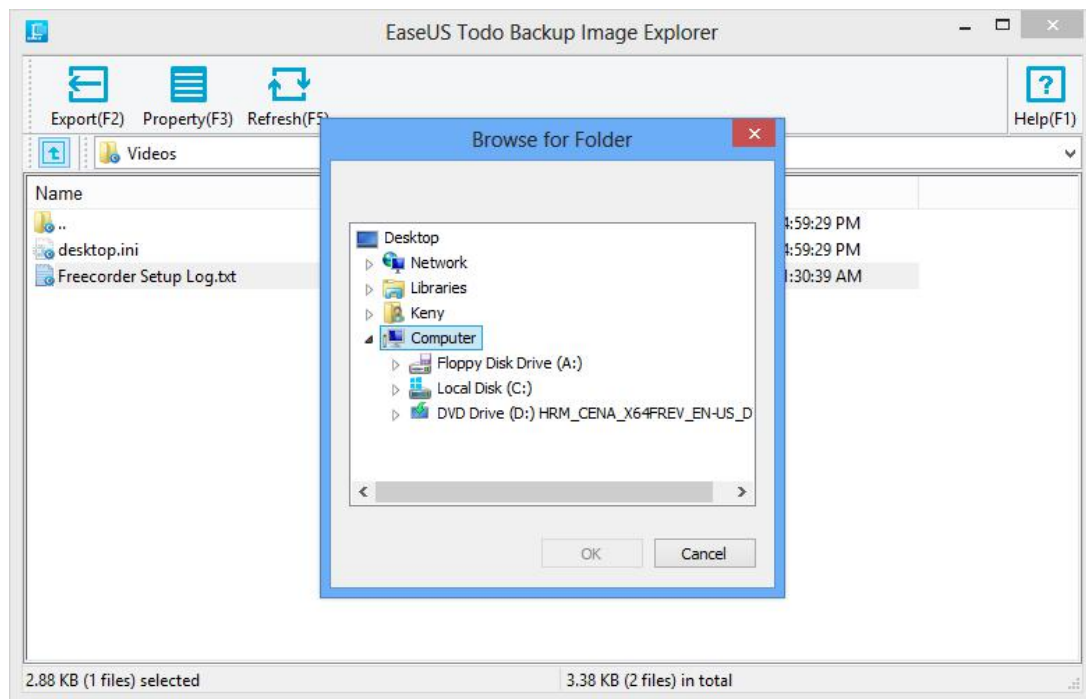 EaseUS Todo Backup Image Explorer
Export(F2) Property(F3) Refresh(F5) Help(F1)
Browse for Folder
Videos
Name
..
desktop.ini
Freecorder Setup Log.txt
4:59:29 PM
4:59:29 PM
1:30:39 AM
Desktop
Network
Libraries
Keny
Computer
Floppy Disk Drive (A:)
Local Disk (C:)
DVD Drive (D:) HRM_CENA_X64FREV_EN-US_D
OK Cancel
2.88 KB (1 files) selected 3.38 KB (2 files) in total